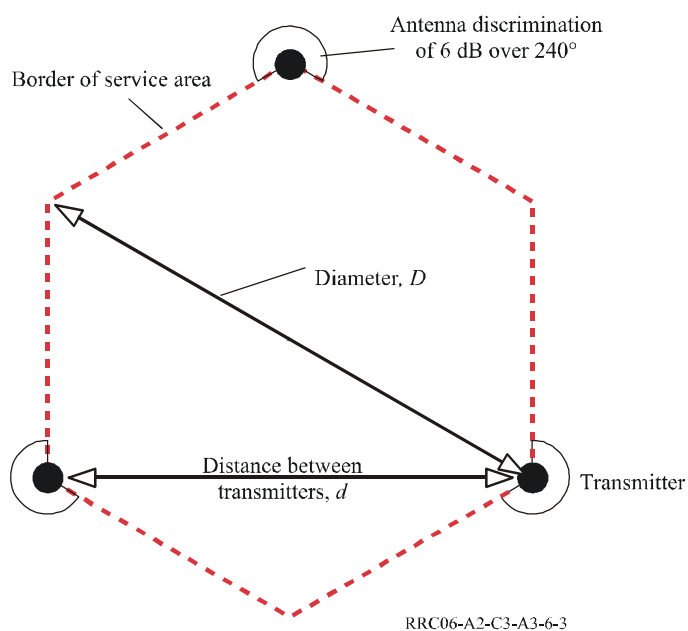 Antenna discrimination
of 6 dB over 240°
Border of service area
Diameter, D
Distance between
transmitters, d
Transmitter
RRC06-A2-C3-A3-6-3